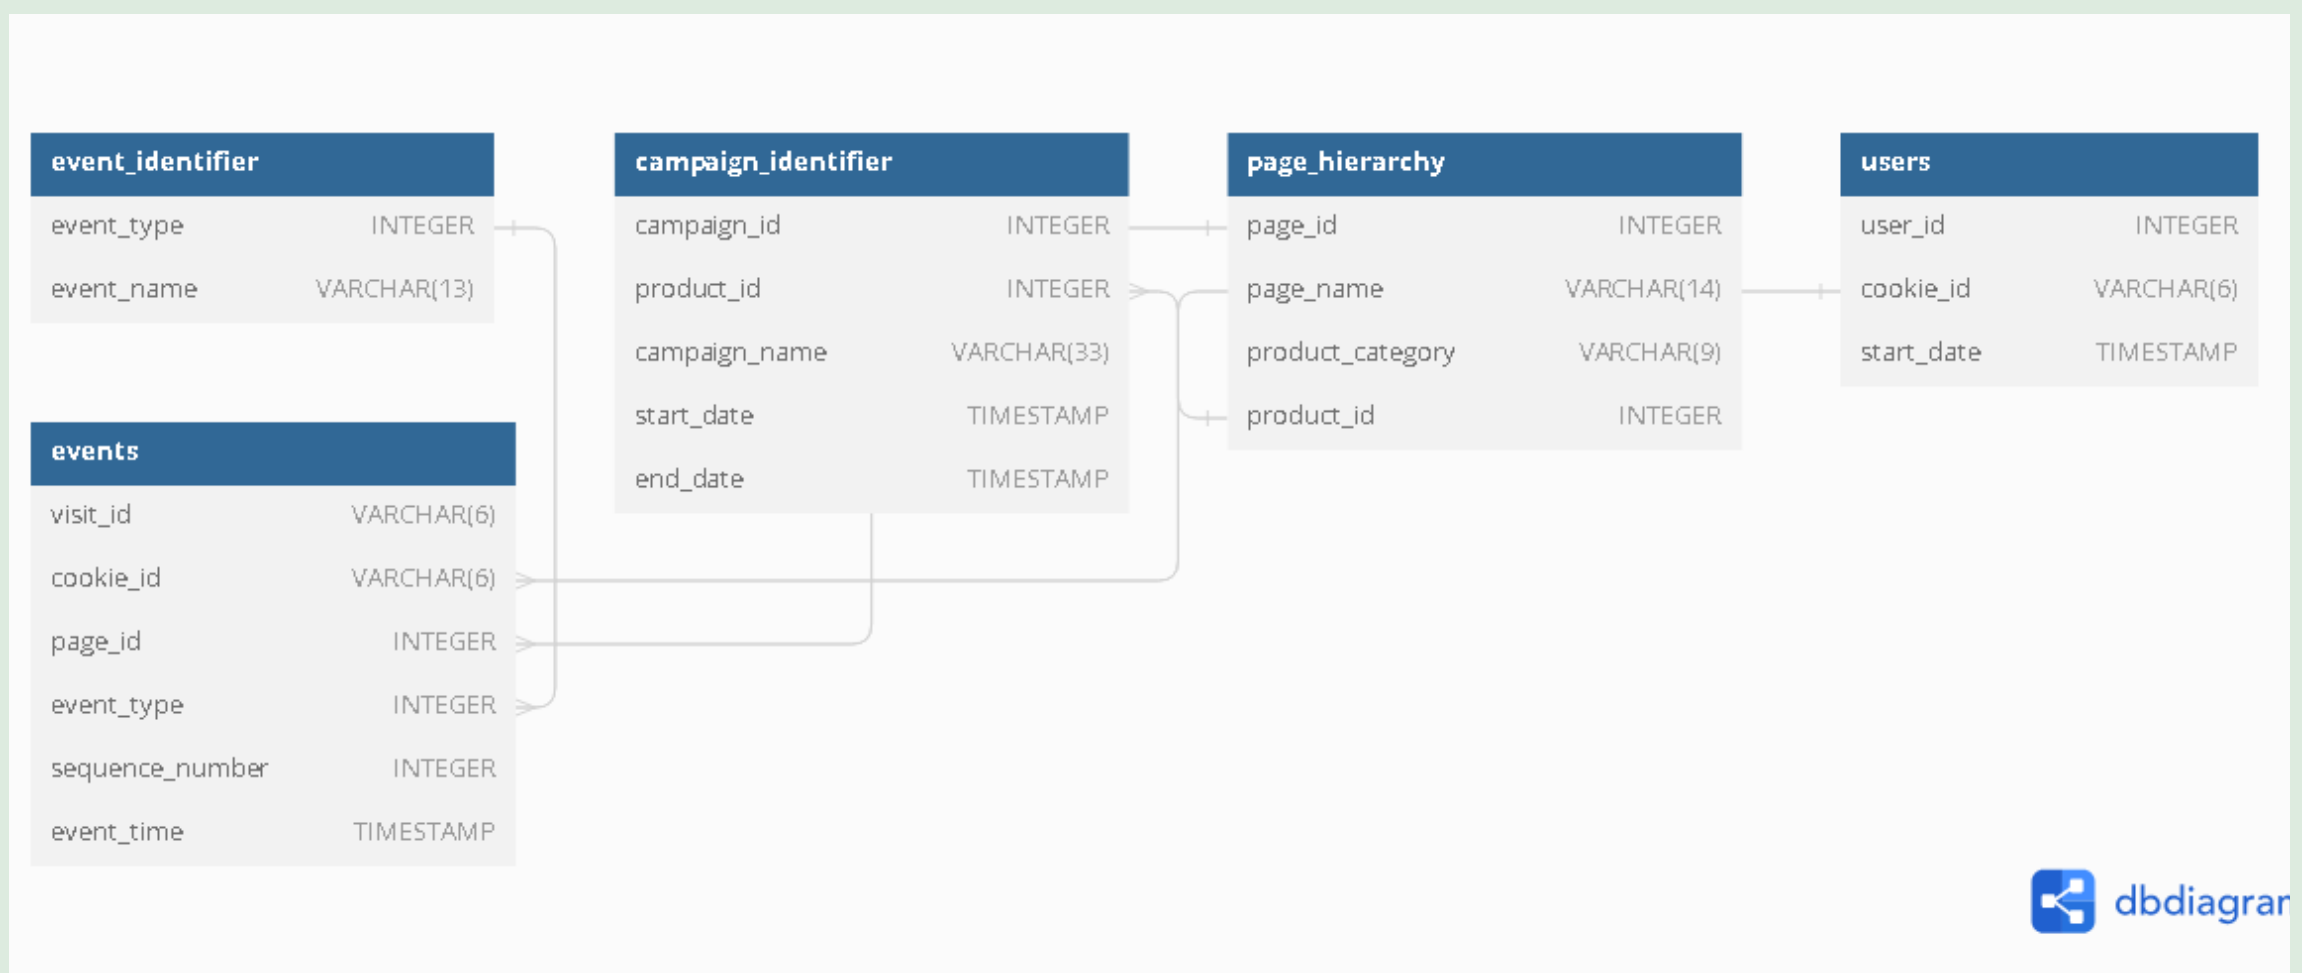 event_identifier
event_type INTEGER
event_name VARCHAR(13)
events
visit_id VARCHAR(6)
cookie_id VARCHAR(6)
page_id INTEGER
event_type INTEGER
sequence_number INTEGER
event_time TIMESTAMP
campaign_identifier
campaign_id INTEGER
product_id INTEGER
campaign_name VARCHAR(33)
start_date TIMESTAMP
end_date TIMESTAMP
page_hierarchy
page_id INTEGER
page_name VARCHAR(14)
product_category VARCHAR(9)
product_id INTEGER
users
user_id INTEGER
cookie_id VARCHAR(6)
start_date TIMESTAMP
dbdiagram